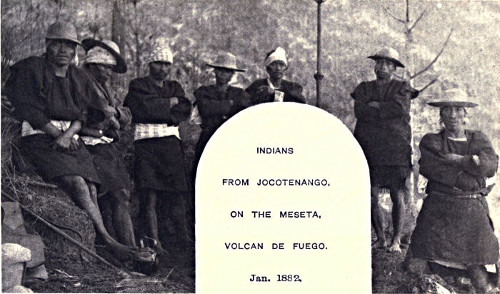 INDIANS
FROM JOCOTENANGO,
ON THE MESETA,
VOLCAN DE FUEGO.
Jan. 1882.